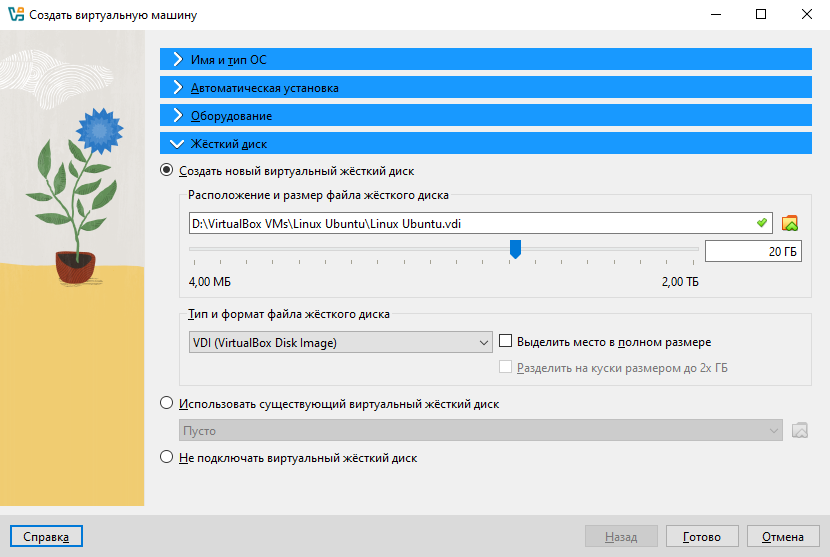 Создать виртуальную машину
Имя и тип ОС
Автоматическая установка
Оборудование
Жёсткий диск
Создать новый виртуальный жёсткий диск
Расположение и размер файла жёсткого диска
D:\VirtualBox VMs\Linux Ubuntu\Linux Ubuntu.vdi
20 ГБ
4,00 МБ
2,00 ТБ
Тип и формат файла жёсткого диска
VDI (VirtualBox Disk Image)
Выделить место в полном размере
Разделить на куски размером до 2х ГБ
Использовать существующий виртуальный жёсткий диск
Пусто
Не подключать виртуальный жёсткий диск
Справка
Назад
Готово
Отмена